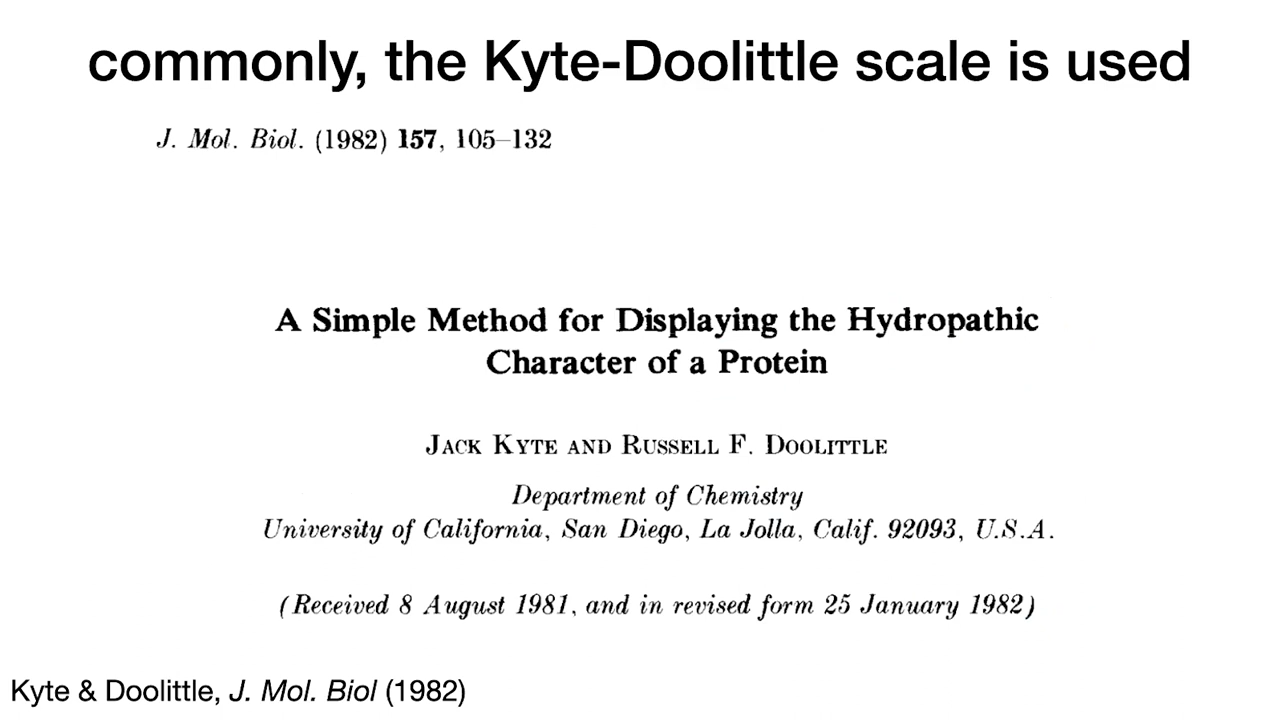 commonly, the Kyte-Doolittle scale is used
J. Mol. Biol. (1982) 157, 105–132
A Simple Method for Displaying the Hydropathic
Character of a Protein
JACK KYTE AND RUSSELL F. DOOLITTLE
Department of Chemistry
University of California, San Diego, La Jolla, Calif. 92093, U.S.A.
(Received 8 August 1981, and in revised form 25 January 1982)
Kyte & Doolittle, J. Mol. Biol (1982)